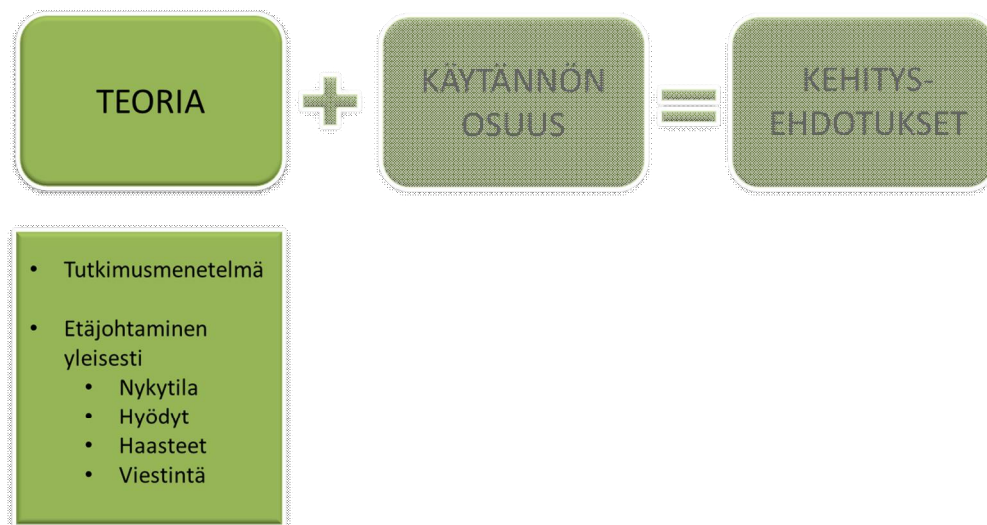 TEORIA
+
KÄYTÄNNÖN
OSUUS
=
KEHITYS-
EHDOTUKSET
• Tutkimusmenetelmä
• Etäjohtaminen
yleisesti
• Nykytila
• Hyödyt
• Haasteet
• Viestintä